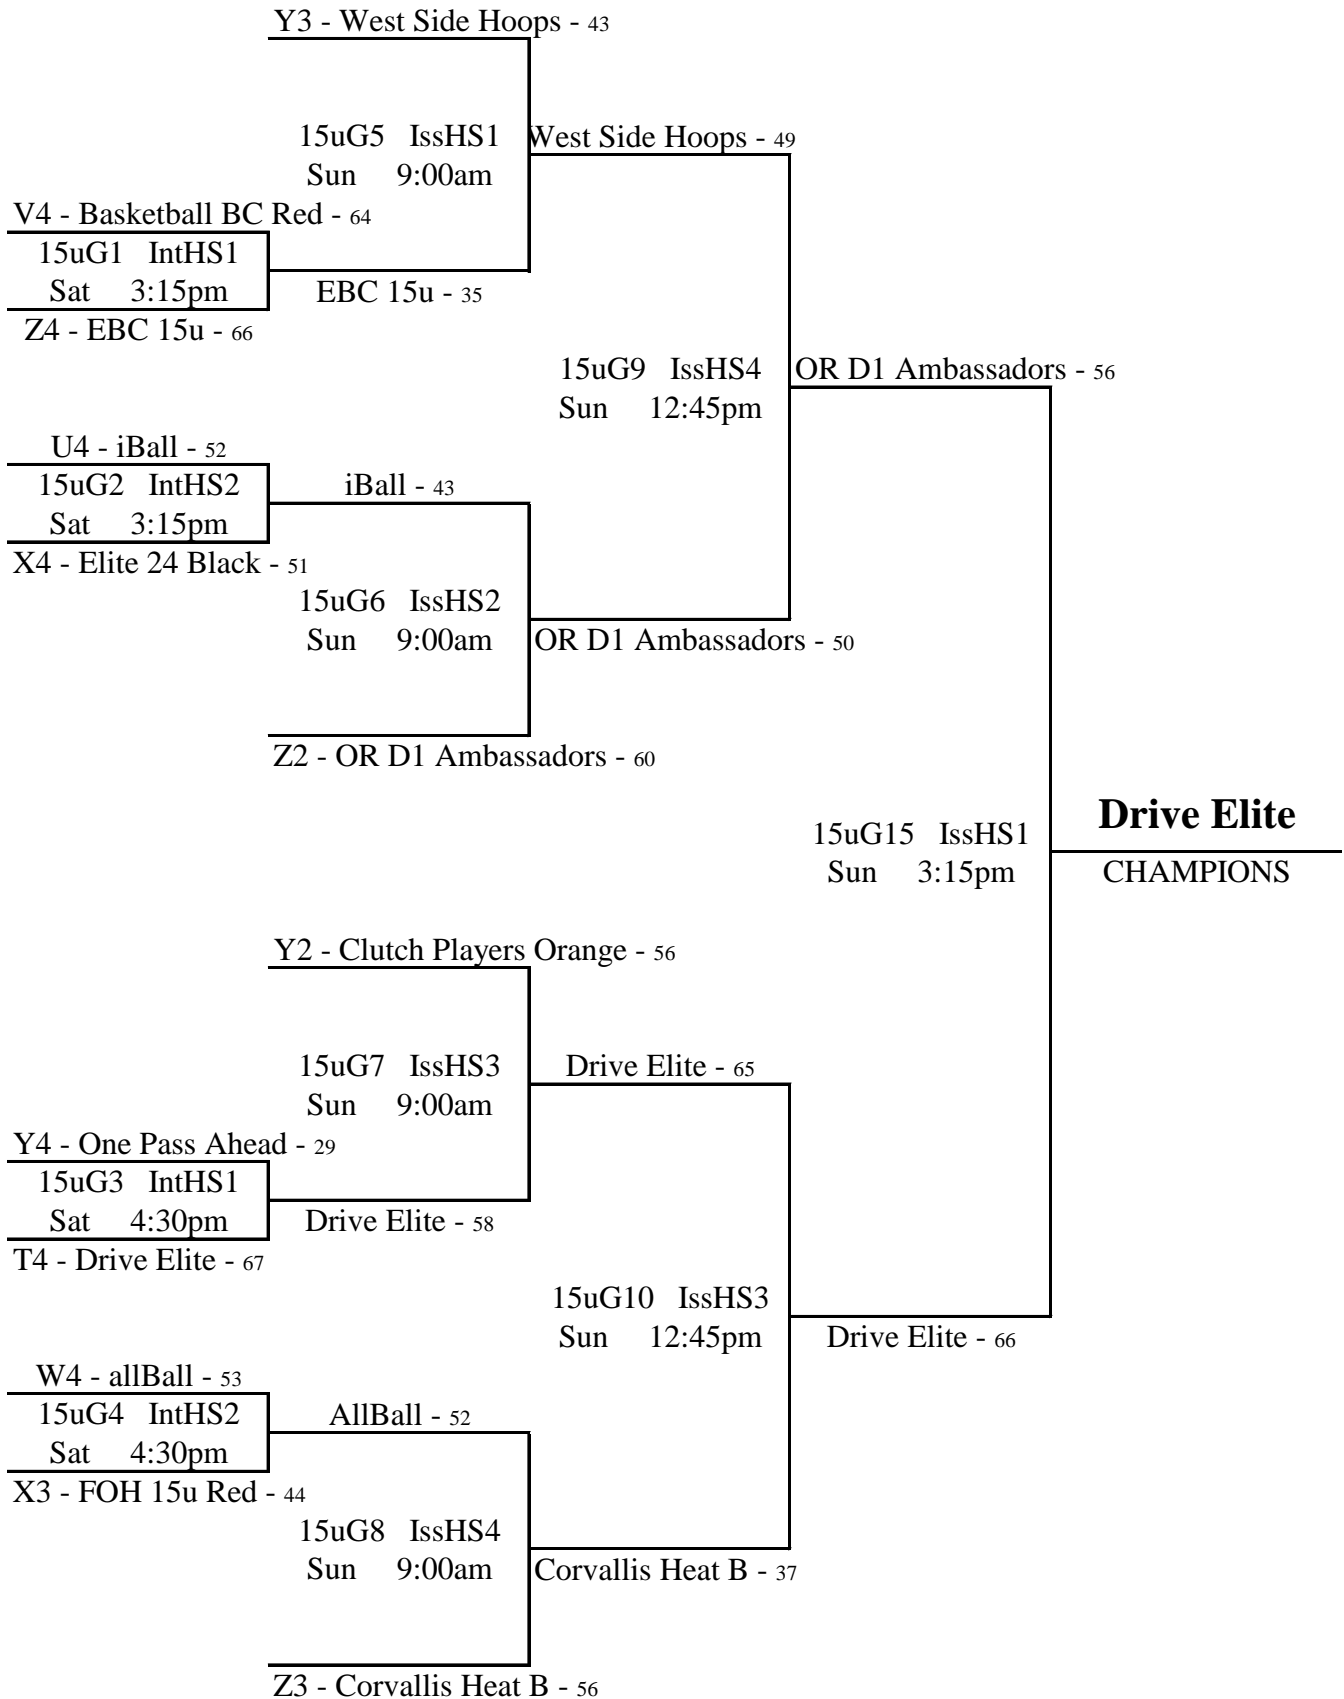 Y3 - West Side Hoops - 43
15uG5 IssHS1
West Side Hoops - 49
Sun 9:00am
V4 - Basketball BC Red - 64
15uG1 IntHS1
Sat 3:15pm
EBC 15u - 35
Z4 - EBC 15u - 66
15uG9 IssHS4
OR D1 Ambassadors - 56
Sun 12:45pm
U4 - iBall - 52
15uG2 IntHS2
iBall - 43
Sat 3:15pm
X4 - Elite 24 Black - 51
15uG6 IssHS2
Sun 9:00am
OR D1 Ambassadors - 50
Z2 - OR D1 Ambassadors - 60
Drive Elite
15uG15 IssHS1
Sun 3:15pm
CHAMPIONS
Y2 - Clutch Players Orange - 56
15uG7 IssHS3
Drive Elite - 65
Sun 9:00am
Y4 - One Pass Ahead - 29
15uG3 IntHS1
Sat 4:30pm
Drive Elite - 58
T4 - Drive Elite - 67
15uG10 IssHS3
Sun 12:45pm
Drive Elite - 66
W4 - allBall - 53
15uG4 IntHS2
AllBall - 52
Sat 4:30pm
X3 - FOH 15u Red - 44
15uG8 IssHS4
Sun 9:00am
Corvallis Heat B - 37
Z3 - Corvallis Heat B - 56